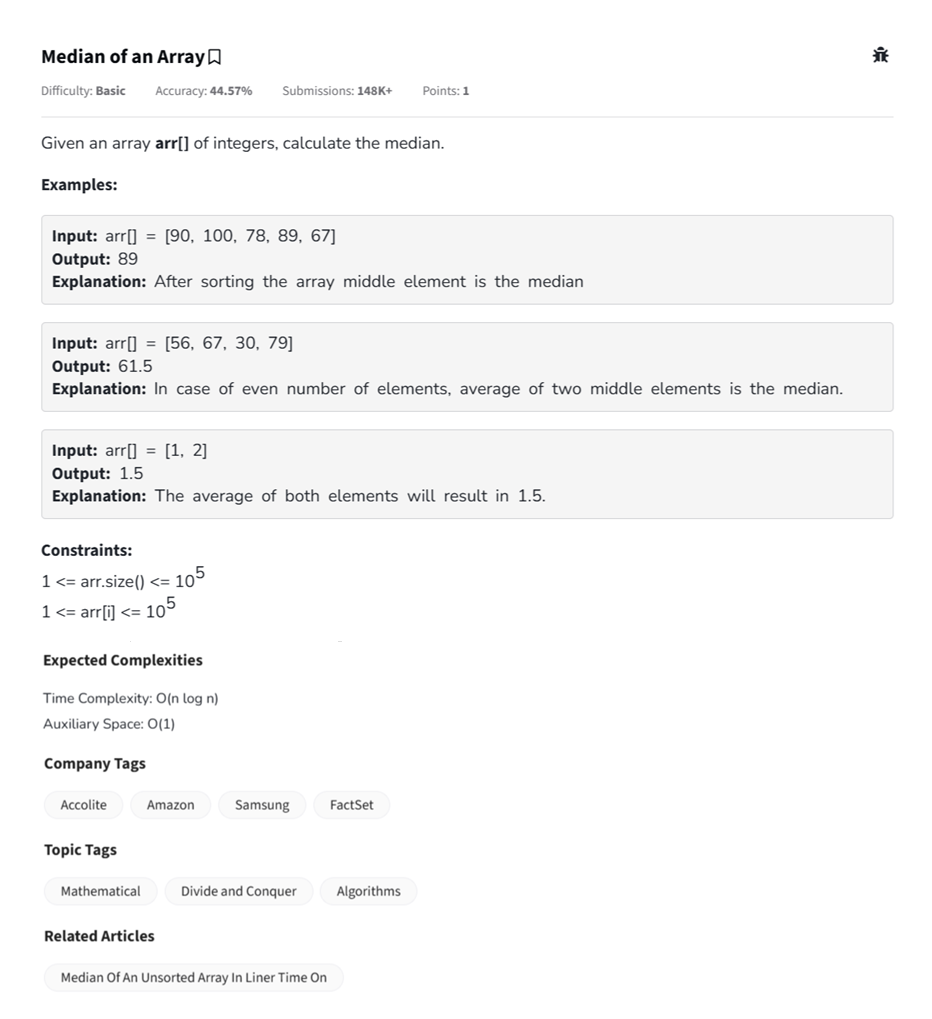 Median of an Array
Difficulty: Basic Accuracy: 44.57% Submissions: 148K+ Points: 1
Given an array arr[] of integers, calculate the median.
Examples:
Input: arr[] = [90, 100, 78, 89, 67]
Output: 89
Explanation: After sorting the array middle element is the median
Input: arr[] = [56, 67, 30, 79]
Output: 61.5
Explanation: In case of even number of elements, average of two middle elements is the median.
Input: arr[] = [1, 2]
Output: 1.5
Explanation: The average of both elements will result in 1.5.
Constraints:
1 <= arr.size() <= 10^5
1 <= arr[i] <= 10^5
Expected Complexities
Time Complexity: O(n log n)
Auxiliary Space: O(1)
Company Tags
Accolite Amazon Samsung FactSet
Topic Tags
Mathematical Divide and Conquer Algorithms
Related Articles
Median Of An Unsorted Array In Liner Time On